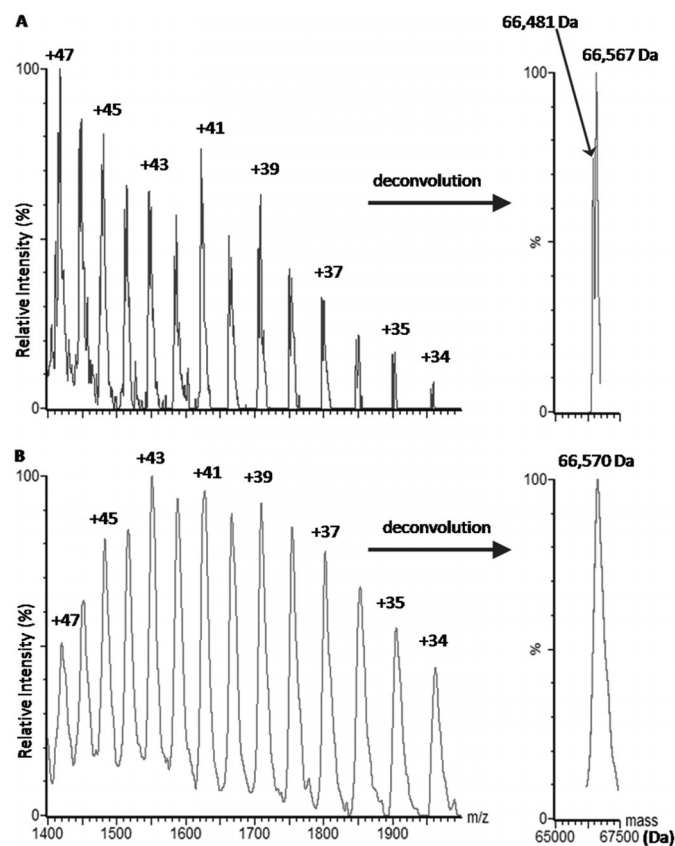 A
66,481 Da
66,567 Da
+47
+45
+43
+41
+39
+37
+35
+34
100
0
Relative Intensity (%)
deconvolution
100
%
0
B
66,570 Da
+47
+45
+43
+41
+39
+37
+35
+34
100
0
Relative Intensity (%)
deconvolution
100
%
0
1400 1500 1600 1700 1800 1900 m/z
65000 67500 mass (Da)